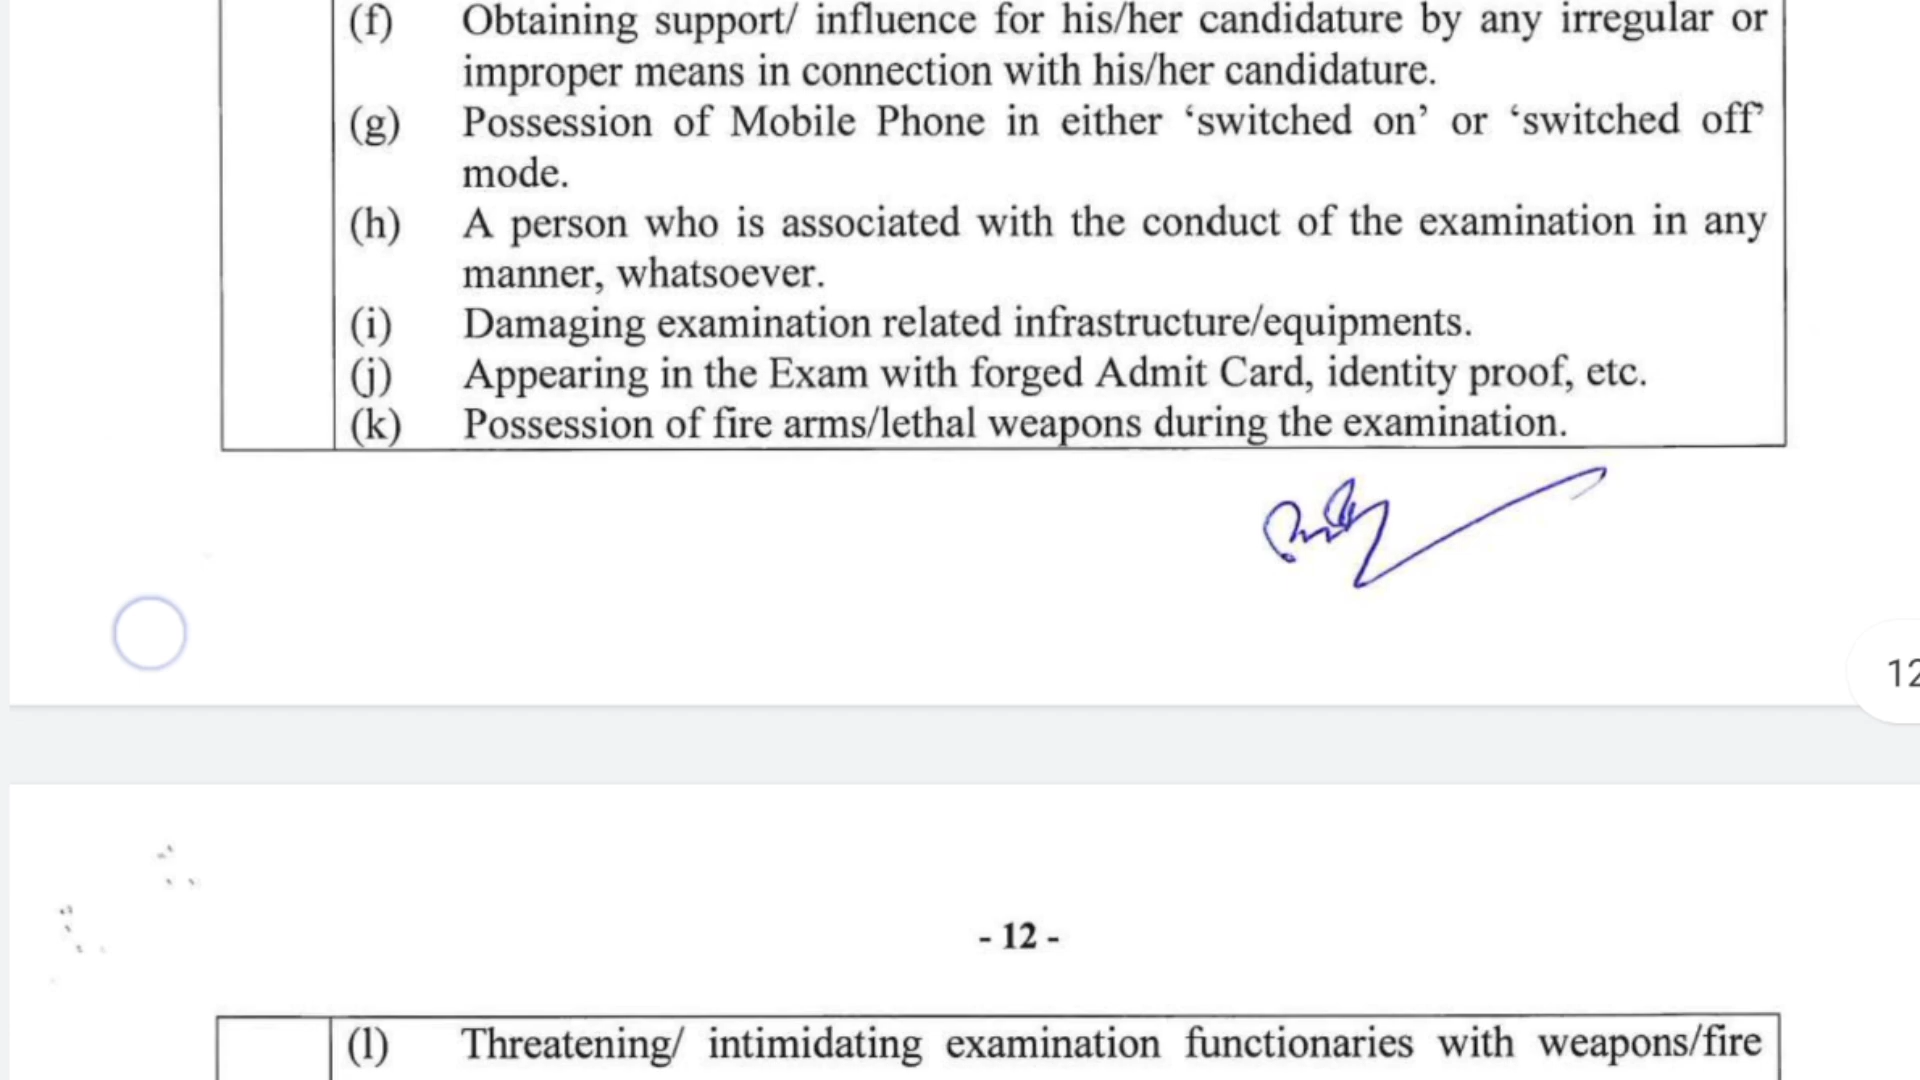 (f) Obtaining support/ influence for his/her candidature by any irregular or
improper means in connection with his/her candidature.
(g) Possession of Mobile Phone in either ‘switched on’ or ‘switched off’
mode.
(h) A person who is associated with the conduct of the examination in any
manner, whatsoever.
(i) Damaging examination related infrastructure/equipments.
(j) Appearing in the Exam with forged Admit Card, identity proof, etc.
(k) Possession of fire arms/lethal weapons during the examination.
12
- 12 -
(l) Threatening/ intimidating examination functionaries with weapons/fire